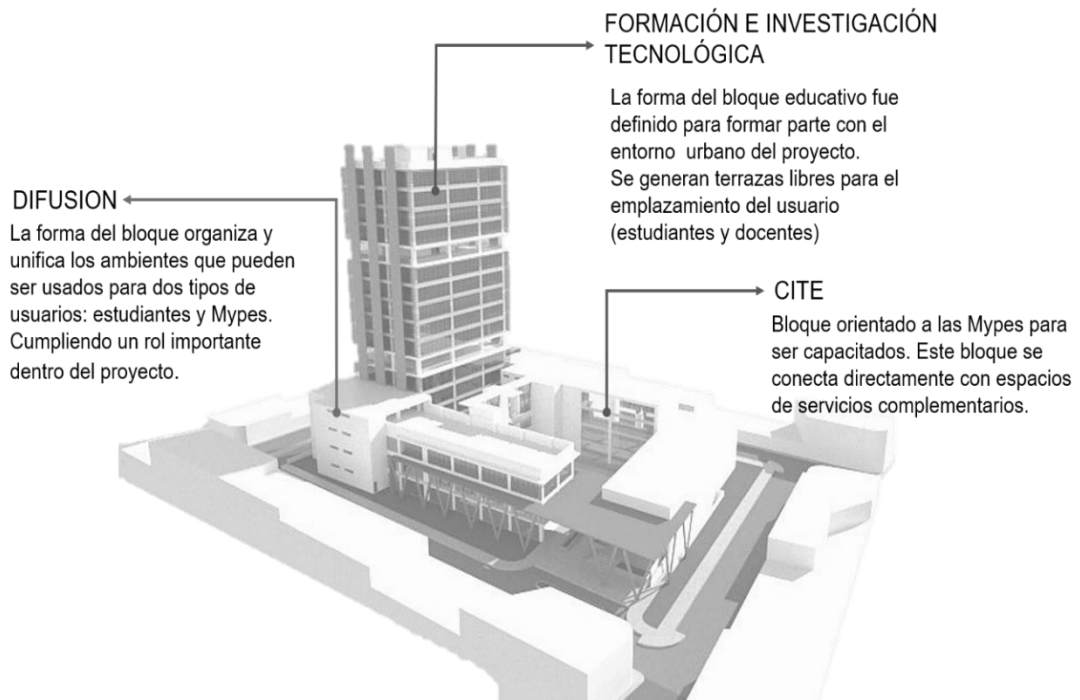 FORMACIÓN E INVESTIGACIÓN
TECNOLÓGICA
La forma del bloque educativo fue
definido para formar parte con el
entorno urbano del proyecto.
Se generan terrazas libres para el
emplazamiento del usuario
(estudiantes y docentes)
DIFUSION
La forma del bloque organiza y
unifica los ambientes que pueden
ser usados para dos tipos de
usuarios: estudiantes y Mypes.
Cumpliendo un rol importante
dentro del proyecto.
CITE
Bloque orientado a las Mypes para
ser capacitados. Este bloque se
conecta directamente con espacios
de servicios complementarios.